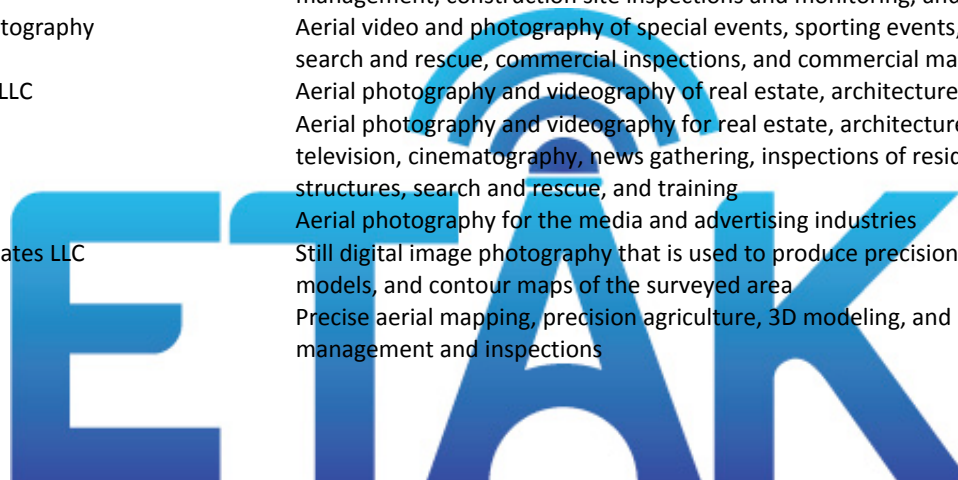 management, construction site inspections and monitoring, and
tography Aerial video and photography of special events, sporting events,
search and rescue, commercial inspections, and commercial ma
LLC Aerial photography and videography of real estate, architecture
Aerial photography and videography for real estate, architecture
television, cinematography, news gathering, inspections of resid
structures, search and rescue, and training
Aerial photography for the media and advertising industries
ates LLC Still digital image photography that is used to produce precision
models, and contour maps of the surveyed area
Precise aerial mapping, precision agriculture, 3D modeling, and
management and inspections
ETAK